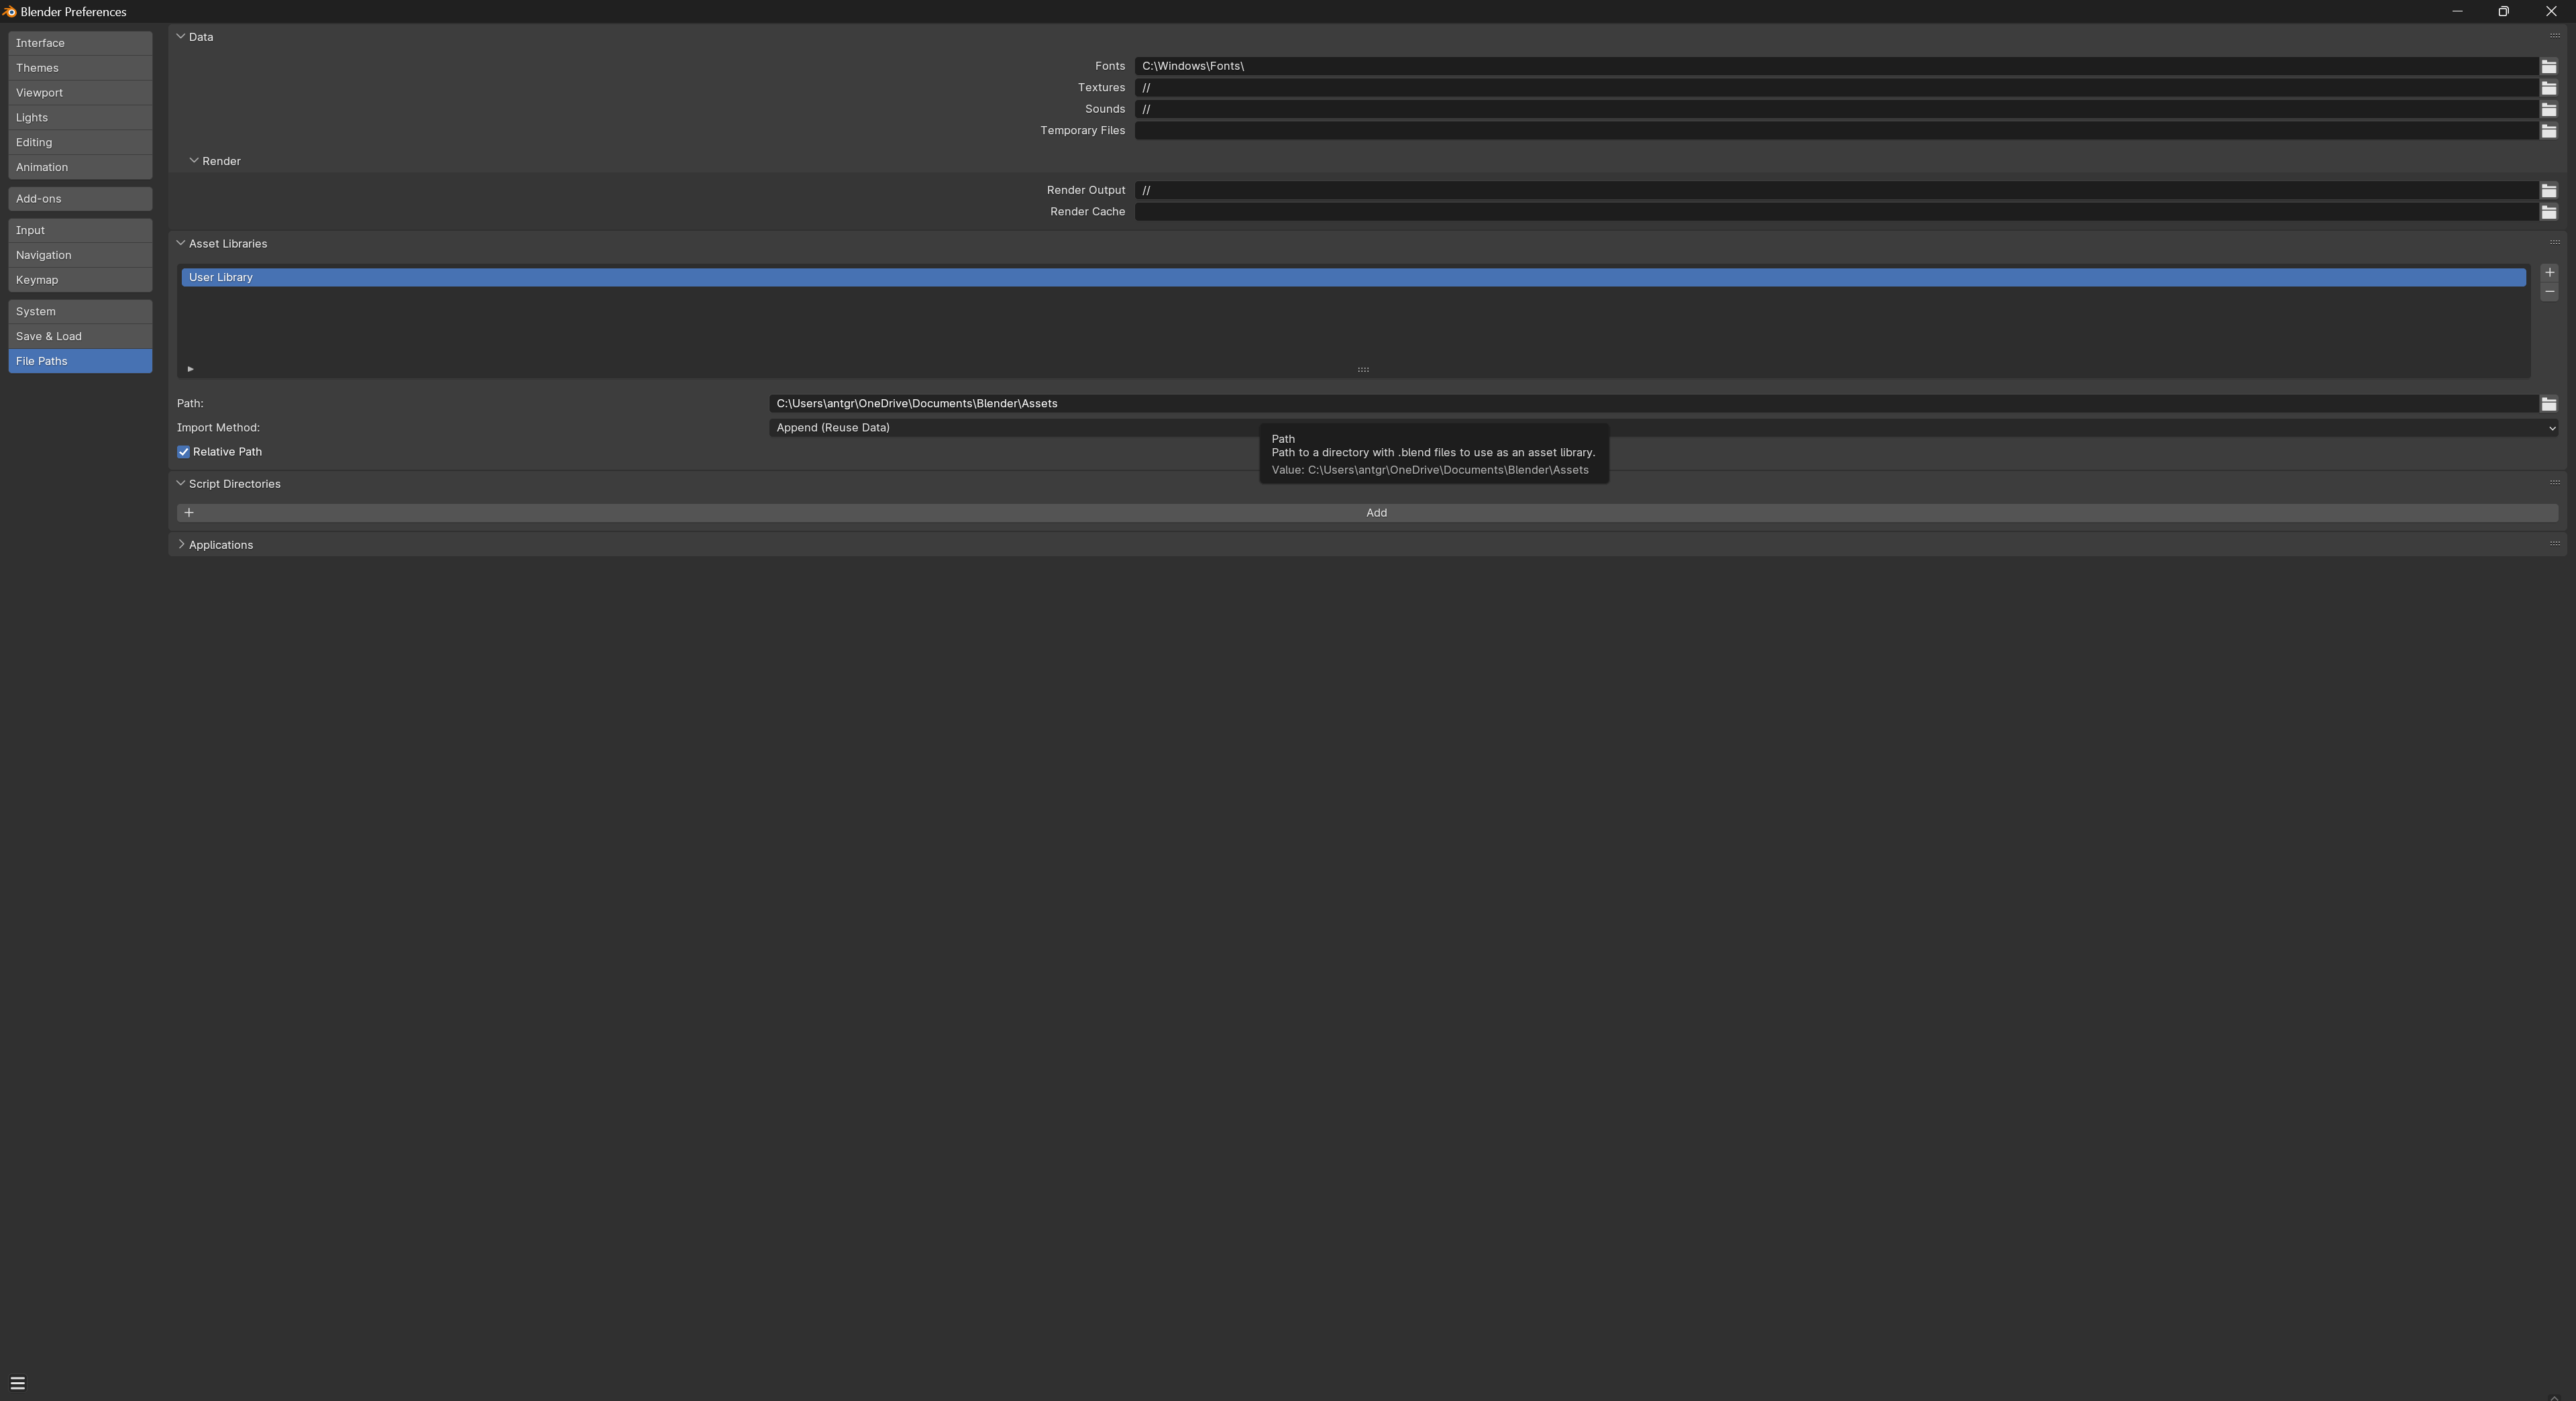 Blender Preferences
Interface
Themes
Viewport
Lights
Editing
Animation
Add-ons
Input
Navigation
Keymap
System
Save & Load
File Paths
Data
Fonts C:\Windows\Fonts\
Textures //
Sounds //
Temporary Files
Render
Render Output //
Render Cache
Asset Libraries
User Library
Path: C:\Users\antgr\OneDrive\Documents\Blender\Assets
Import Method: Append (Reuse Data)
Relative Path
Path
Path to a directory with .blend files to use as an asset library.
Value: C:\Users\antgr\OneDrive\Documents\Blender\Assets
Script Directories
Add
Applications